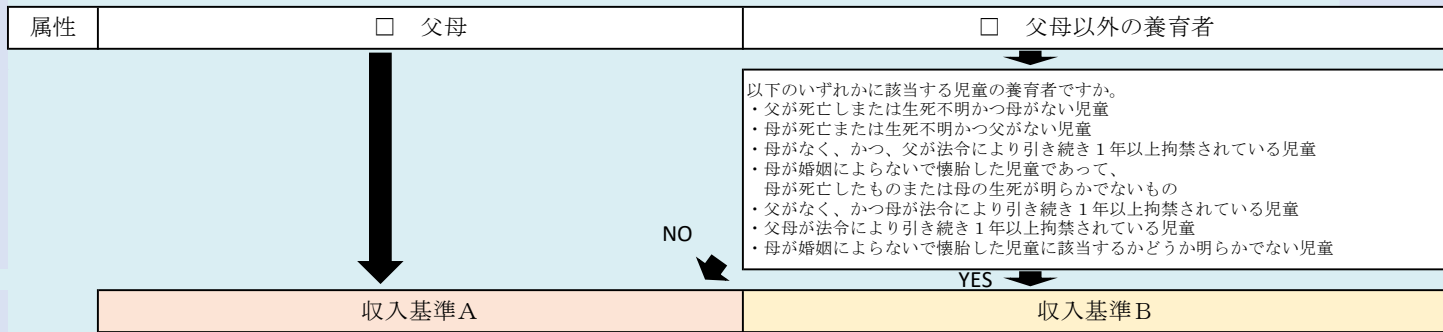 属性
□ 父母
□ 父母以外の養育者
以下のいずれかに該当する児童の養育者ですか。
・父が死亡しまたは生死不明かつ母がない児童
・母が死亡または生死不明かつ父がない児童
・母がなく、かつ、父が法令により引き続き１年以上拘禁されている児童
・母が婚姻によらないで懐胎した児童であって、
母が死亡したものまたは母の生死が明らかでないもの
・父がなく、かつ母が法令により引き続き１年以上拘禁されている児童
・父母が法令により引き続き１年以上拘禁されている児童
・母が婚姻によらないで懐胎した児童に該当するかどうか明らかでない児童
NO
YES
収入基準Ａ
収入基準Ｂ